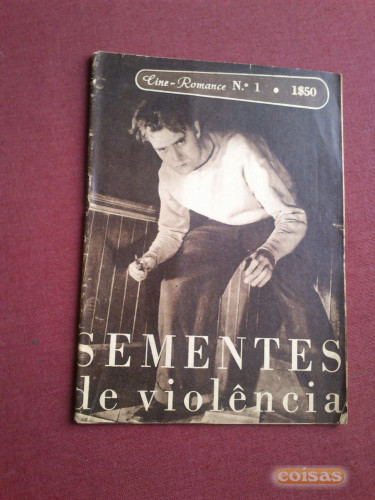 Cine-Romance N.º 1 • 1$50
SEMENTES
de violência
coisas